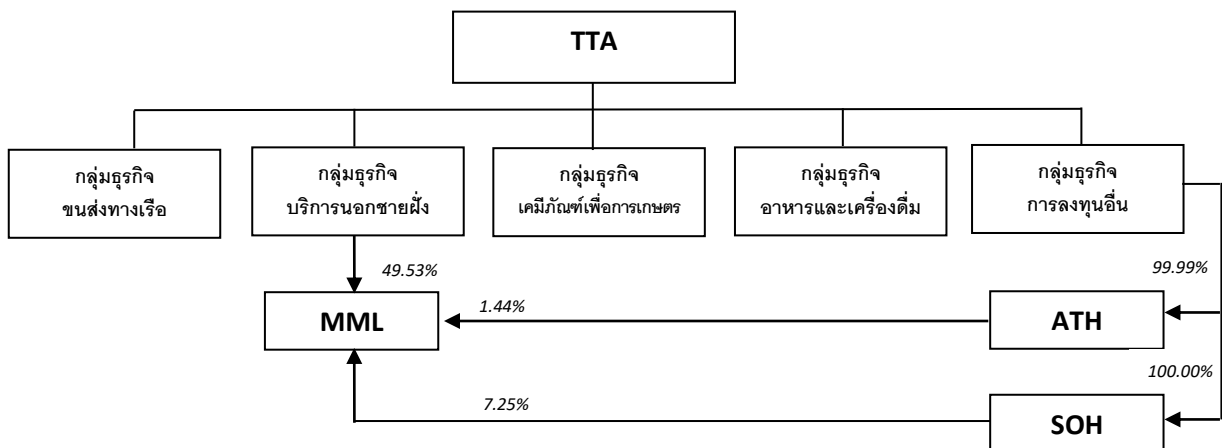 TTA
กลุ่มธุรกิจ
ขนส่งทางเรือ
กลุ่มธุรกิจ
บริการนอกชายฝั่ง
กลุ่มธุรกิจ
เคมีภัณฑ์เพื่อการเกษตร
กลุ่มธุรกิจ
อาหารและเครื่องดื่ม
กลุ่มธุรกิจ
การลงทุนอื่น
49.53%
99.99%
MML
1.44%
ATH
100.00%
7.25%
SOH